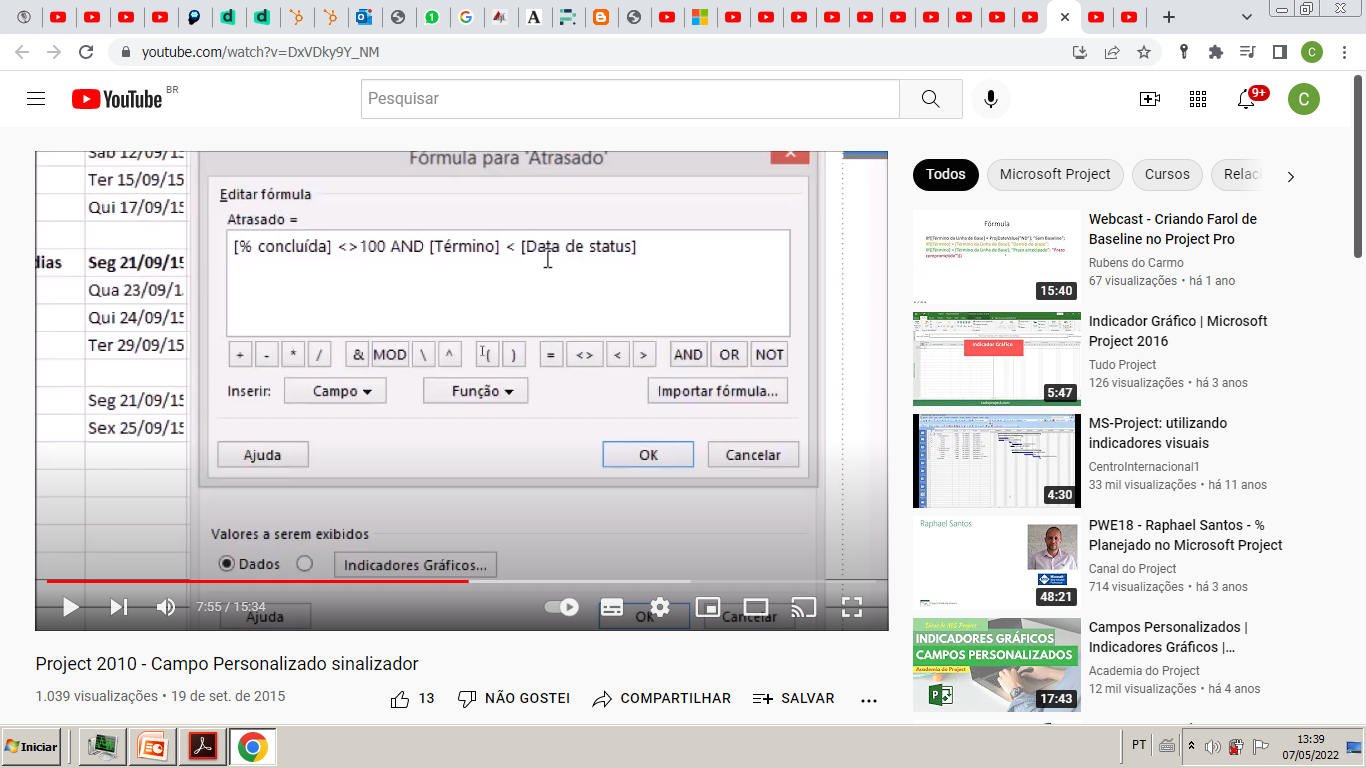 youtube.com/watch?v=DxVDky9Y_NM
C
YouTube BR
Pesquisar
9+
C
Sáb 12/09/15
Ter 15/09/15
Qui 17/09/15
dias Seg 21/09/15
Qua 23/09/1
Qui 24/09/15
Ter 29/09/15
Seg 21/09/15
Sex 25/09/15
Fórmula para 'Atrasado'
Editar fórmula
Atrasado =
[% concluída] <>100 AND [Término] < [Data de status]
+ - * / & MOD \ ^ ( ) = <> < > AND OR NOT
Inserir: Campo Função Importar fórmula...
Ajuda OK Cancelar
Valores a serem exibidos
Dados Indicadores Gráficos...
Ajuda OK Cancelar
7:55 / 15:34
Project 2010 - Campo Personalizado sinalizador
1.039 visualizações • 19 de set. de 2015
13 NÃO GOSTEI COMPARTILHAR SALVAR ...
Todos Microsoft Project Cursos Relaci
Fórmula
15:40
Webcast - Criando Farol de
Baseline no Project Pro
Rubens do Carmo
67 visualizações • há 1 ano
Indicador Gráfico
5:47
Indicador Gráfico | Microsoft
Project 2016
Tudo Project
126 visualizações • há 3 anos
4:30
MS-Project: utilizando
indicadores visuais
CentroInternacional1
33 mil visualizações • há 11 anos
Raphael Santos
48:21
PWE18 - Raphael Santos - %
Planejado no Microsoft Project
Canal do Project
714 visualizações • há 3 anos
Dicas de MS Project
INDICADORES GRÁFICOS
CAMPOS PERSONALIZADOS
Academia do Project
17:43
Campos Personalizados |
Indicadores Gráficos |...
Academia do Project
12 mil visualizações • há 4 anos
Iniciar
PT
13:39
07/05/2022